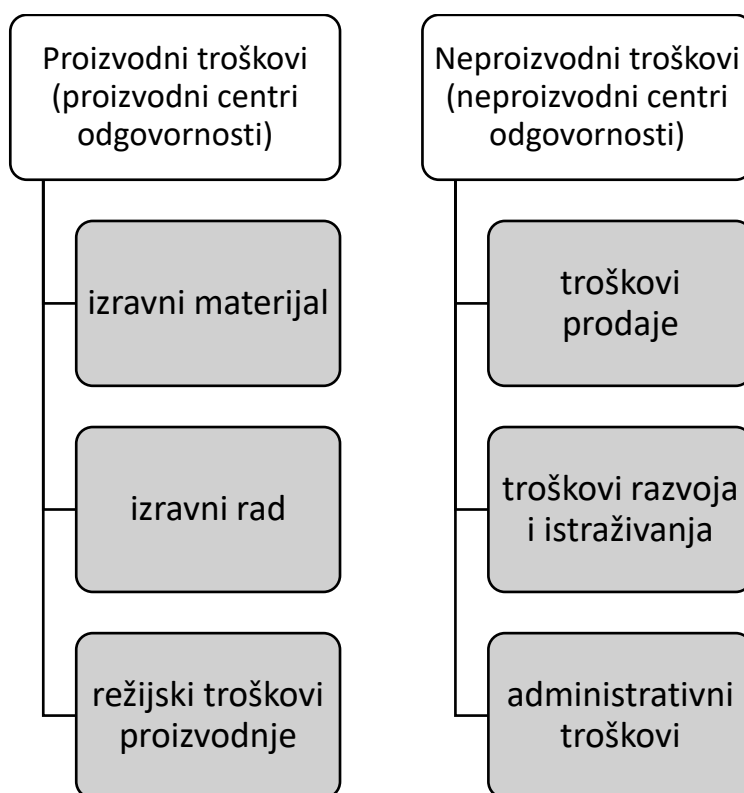 Proizvodni troškovi
(proizvodni centri
odgovornosti)
izravni materijal
izravni rad
režijski troškovi
proizvodnje
Neproizvodni troškovi
(neproizvodni centri
odgovornosti)
troškovi
prodaje
troškovi razvoja
i istraživanja
administrativni
troškovi